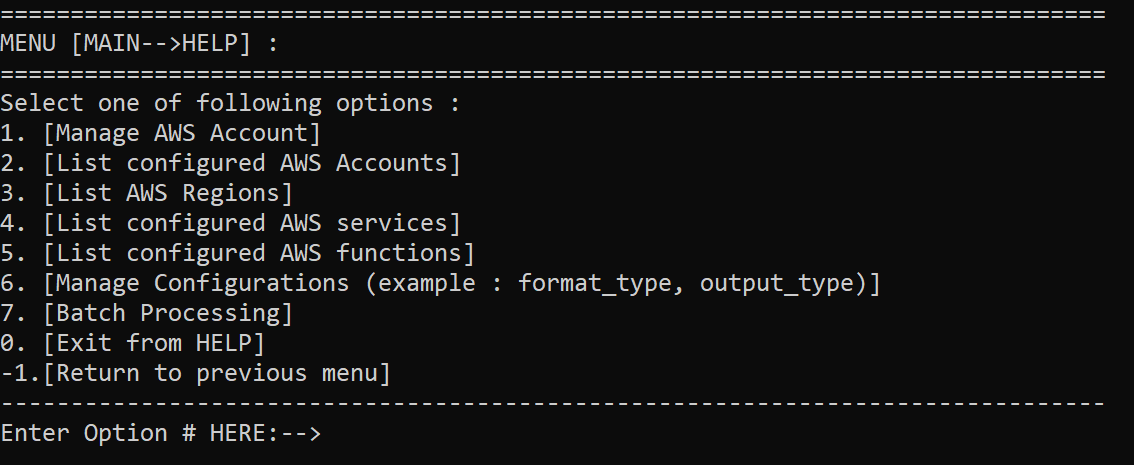 ===============================================================================
MENU [MAIN-->HELP] :
===============================================================================
Select one of following options :
1. [Manage AWS Account]
2. [List configured AWS Accounts]
3. [List AWS Regions]
4. [List configured AWS services]
5. [List configured AWS functions]
6. [Manage Configurations (example : format_type, output_type)]
7. [Batch Processing]
0. [Exit from HELP]
-1.[Return to previous menu]
-------------------------------------------------------------------------------
Enter Option # HERE:-->